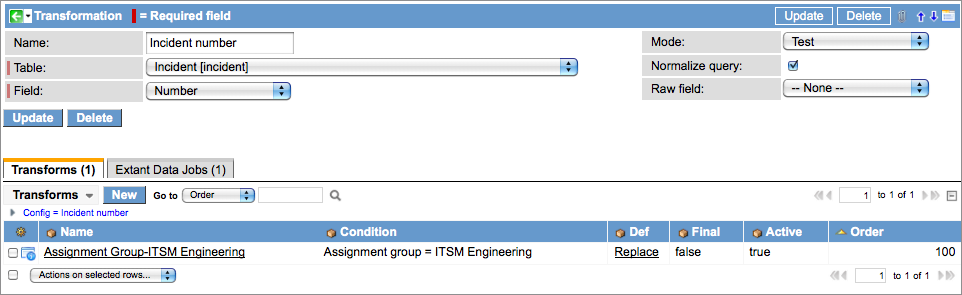 Transformation = Required field Update Delete
Name: Incident number Mode: Test
Table: Incident [incident] Normalize query:
Field: Number Raw field: -- None --
Update Delete
Transforms (1) Extant Data Jobs (1)
Transforms New Go to Order 1 to 1 of 1
Config = Incident number
Name Condition Def Final Active Order
Assignment Group-ITSM Engineering Assignment group = ITSM Engineering Replace false true 100
Actions on selected rows... 1 to 1 of 1